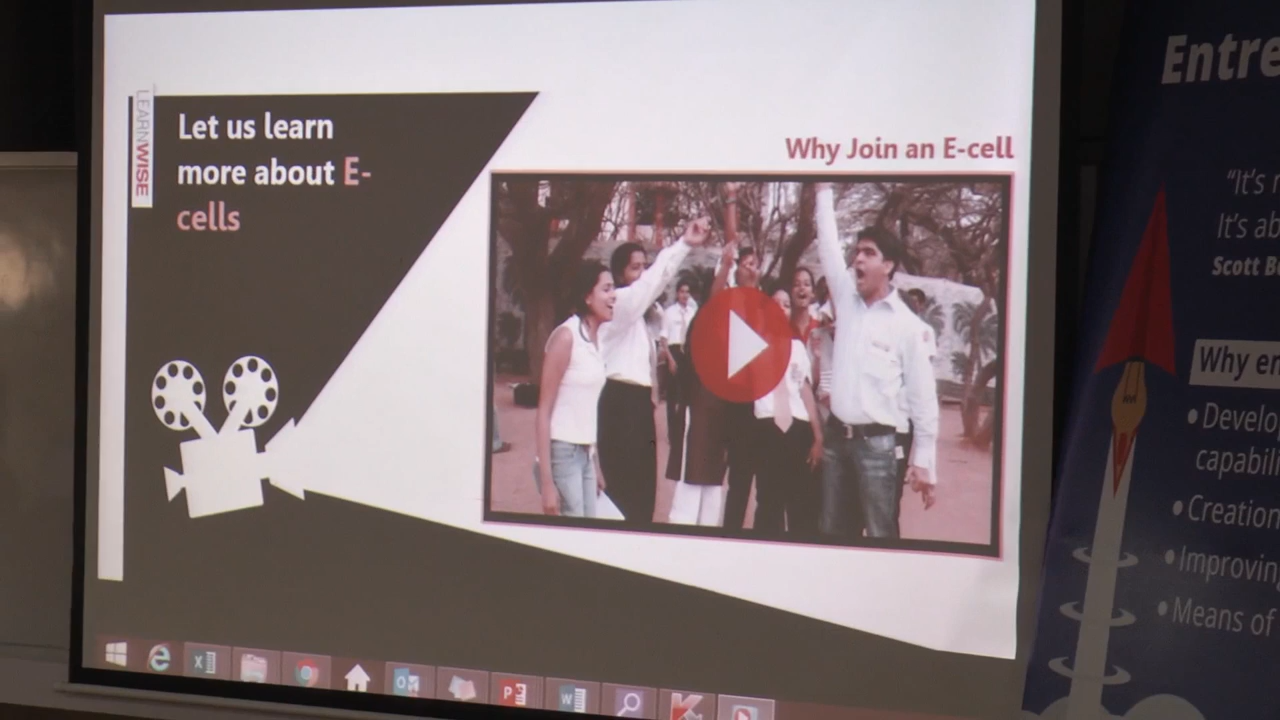 LEARNWISE
Let us learn
more about E-
cells
Why Join an E-cell
Entre
"It's
It's ab
Scott B
Why en
• Develo
capabili
• Creation
• Improvin
• Means of